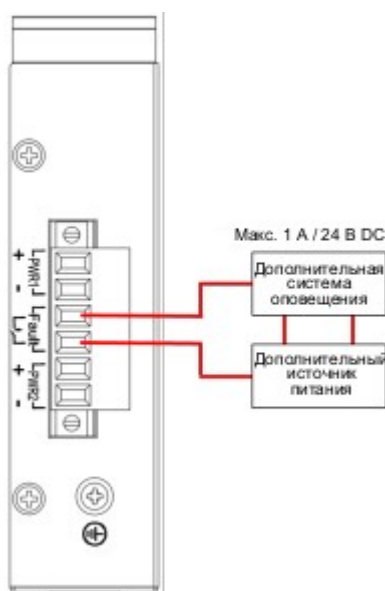 Макс. 1 А / 24 В DC
Дополнительная
система
оповещения
Дополнительный
источник
питания
+
PWR1
-
Fault
+
PWR2
-